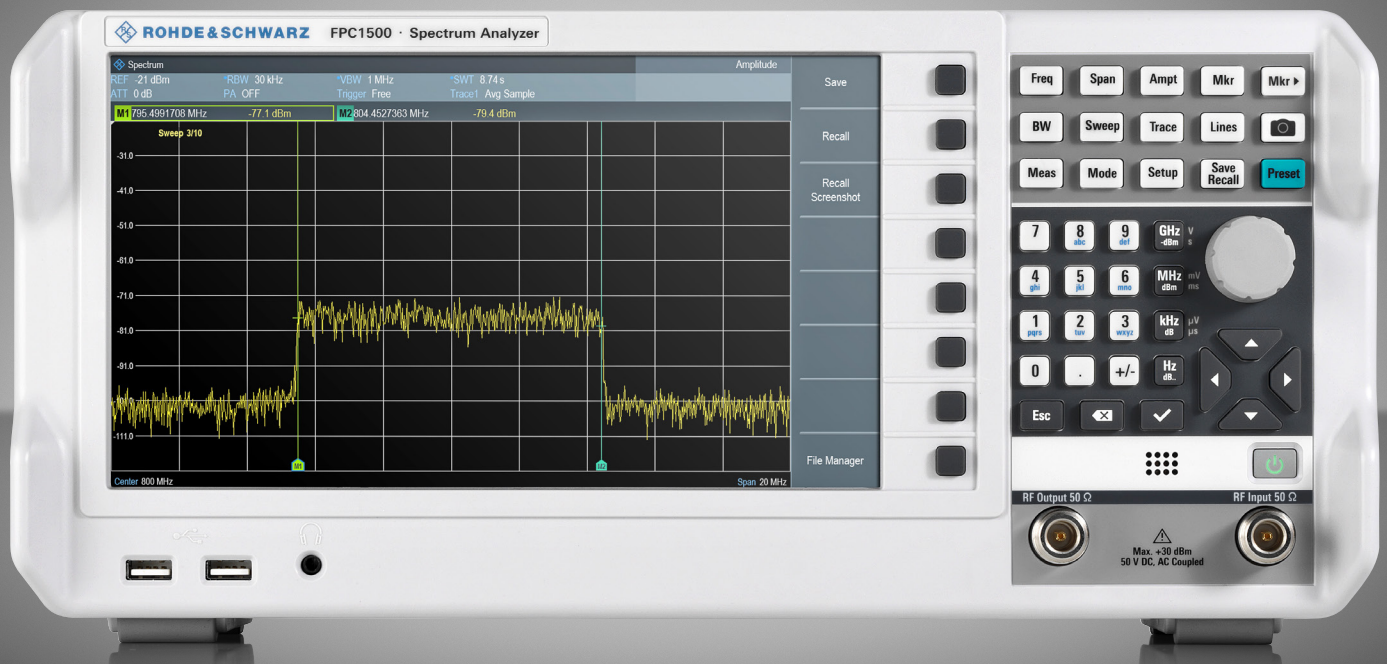 ROHDE&SCHWARZ FPC1500 · Spectrum Analyzer
Spectrum Amplitude
REF -21 dBm *RBW 30 kHz *VBW 1 MHz *SWT 8.74 s
ATT 0 dB PA OFF Trigger Free Trace1 Avg Sample
M1 795.4991708 MHz -77.1 dBm M2 804.4527363 MHz -79.4 dBm
Sweep 3/10
-31.0
-41.0
-51.0
-61.0
-71.0
-81.0
-91.0
-111.0
M1 M2
Center 800 MHz Span 20 MHz
Save
Recall
Recall
Screenshot
File Manager
Freq Span Ampt Mkr Mkr
BW Sweep Trace Lines
Meas Mode Setup Save Recall Preset
7 8 abc 9 def GHz -dBm V s
4 ghi 5 jkl 6 mno MHz dBm mV ms
1 pqrs 2 tuv 3 wxyz kHz dB µV µs
0 . +/- Hz dB..
Esc
RF Output 50 Ω RF Input 50 Ω
Max. +30 dBm
50 V DC, AC Coupled